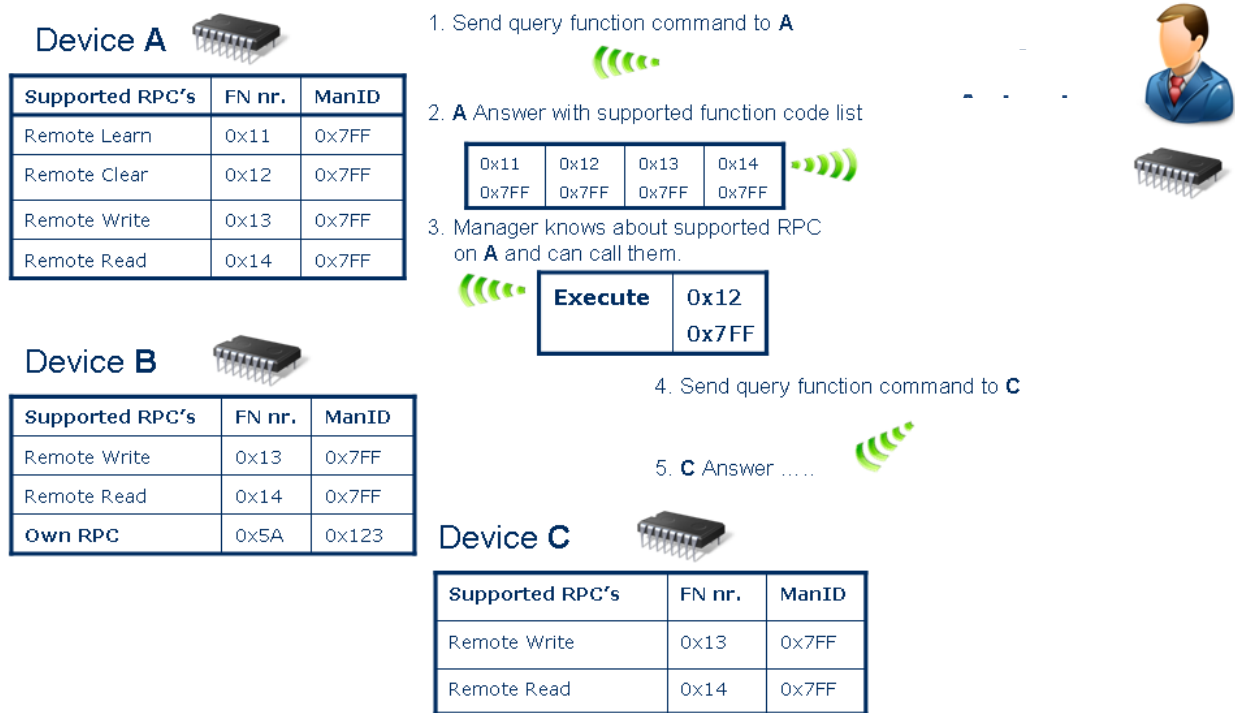 Device A
Supported RPC's FN nr. ManID
Remote Learn 0x11 0x7FF
Remote Clear 0x12 0x7FF
Remote Write 0x13 0x7FF
Remote Read 0x14 0x7FF
1. Send query function command to A
2. A Answer with supported function code list
0x11 0x12 0x13 0x14
0x7FF 0x7FF 0x7FF 0x7FF
3. Manager knows about supported RPC
on A and can call them.
Execute 0x12
0x7FF
Device B
Supported RPC's FN nr. ManID
Remote Write 0x13 0x7FF
Remote Read 0x14 0x7FF
Own RPC 0x5A 0x123
4. Send query function command to C
5. C Answer .....
Device C
Supported RPC's FN nr. ManID
Remote Write 0x13 0x7FF
Remote Read 0x14 0x7FF